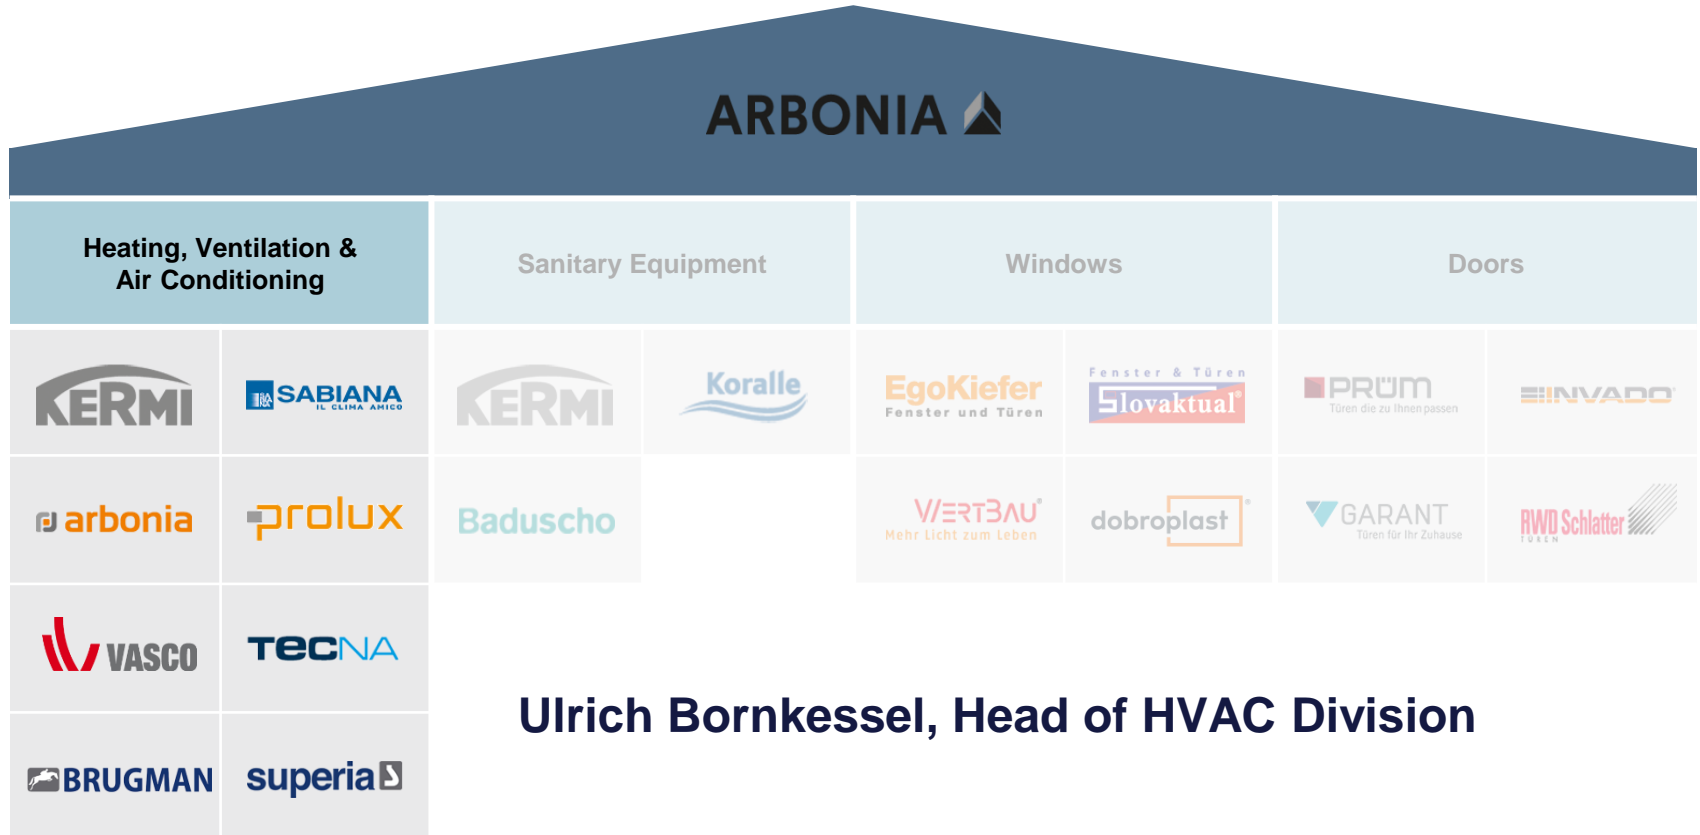 ARBONIA
Heating, Ventilation &
Air Conditioning
Sanitary Equipment
Windows
Doors
KERMI
SABIANA
IL CLIMA AMICO
KERMI
Koralle
EgoKiefer
Fenster und Türen
Fenster & Türen
Slovaktual®
PRÜM
Türen die zu Ihnen passen
INVADO
arbonia
prolux
Baduscho
WERTBAU®
Mehr Licht zum Leben
dobroplast®
GARANT
Türen für Ihr Zuhause
RWD Schlatter
TÜREN
VASCO
TECNA
Ulrich Bornkessel, Head of HVAC Division
BRUGMAN
superia